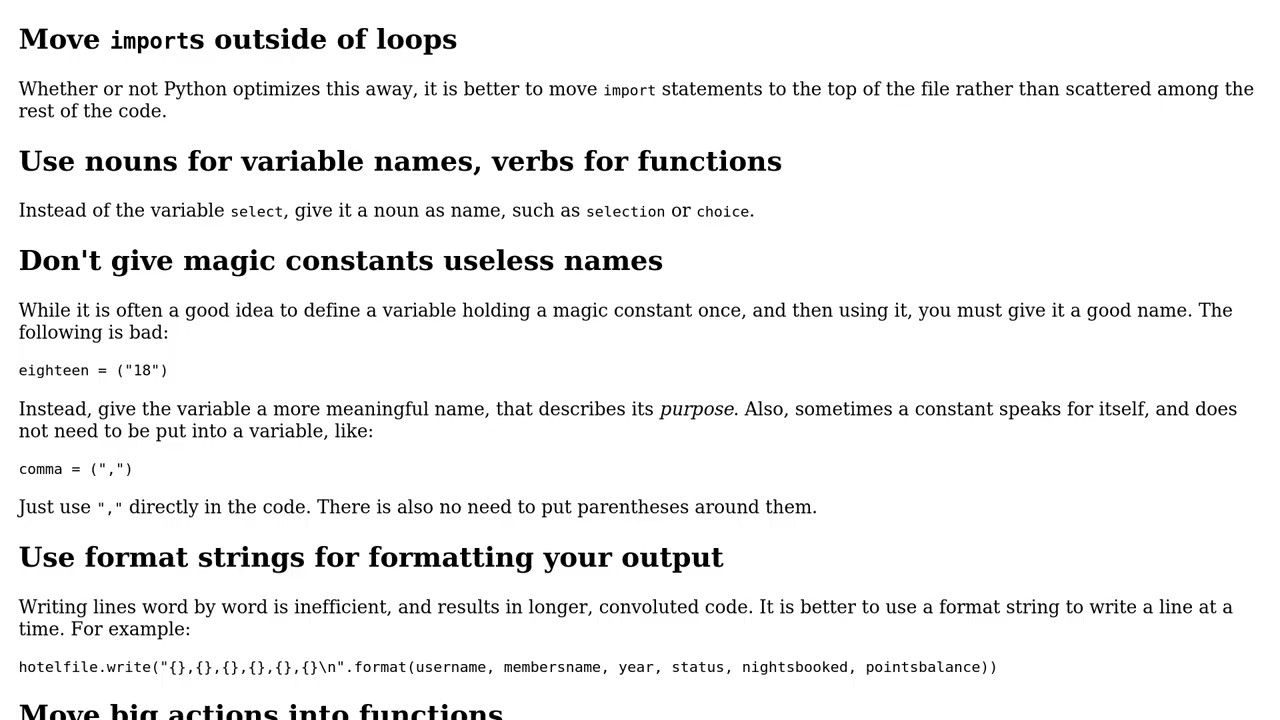 Move imports outside of loops
Whether or not Python optimizes this away, it is better to move import statements to the top of the file rather than scattered among the
rest of the code.
Use nouns for variable names, verbs for functions
Instead of the variable select, give it a noun as name, such as selection or choice.
Don't give magic constants useless names
While it is often a good idea to define a variable holding a magic constant once, and then using it, you must give it a good name. The
following is bad:
eighteen = ("18")
Instead, give the variable a more meaningful name, that describes its purpose. Also, sometimes a constant speaks for itself, and does
not need to be put into a variable, like:
comma = (",")
Just use "," directly in the code. There is also no need to put parentheses around them.
Use format strings for formatting your output
Writing lines word by word is inefficient, and results in longer, convoluted code. It is better to use a format string to write a line at a
time. For example:
hotelfile.write("{},{},{},{},{},{}\n".format(username, membersname, year, status, nightsbooked, pointsbalance))
Move big actions into functions